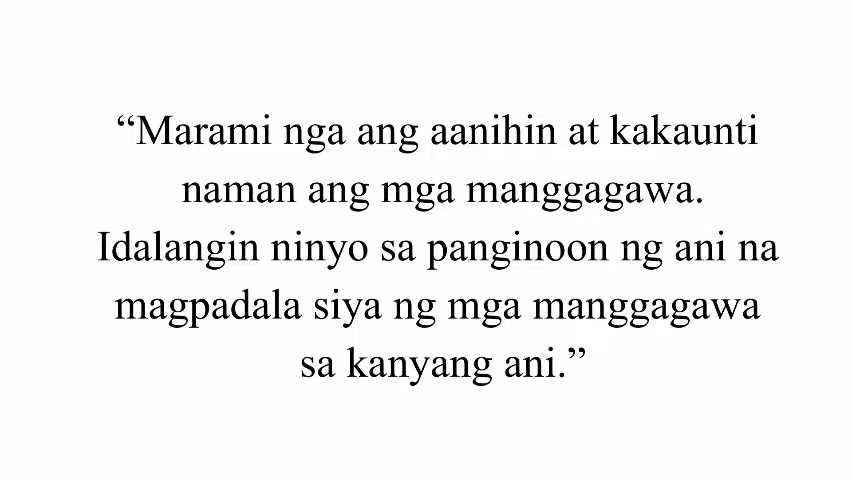 “Marami nga ang aanihin at kakaunti
naman ang mga manggagawa.
Idalangin ninyo sa panginoon ng ani na
magpadala siya ng mga manggagawa
sa kanyang ani.”